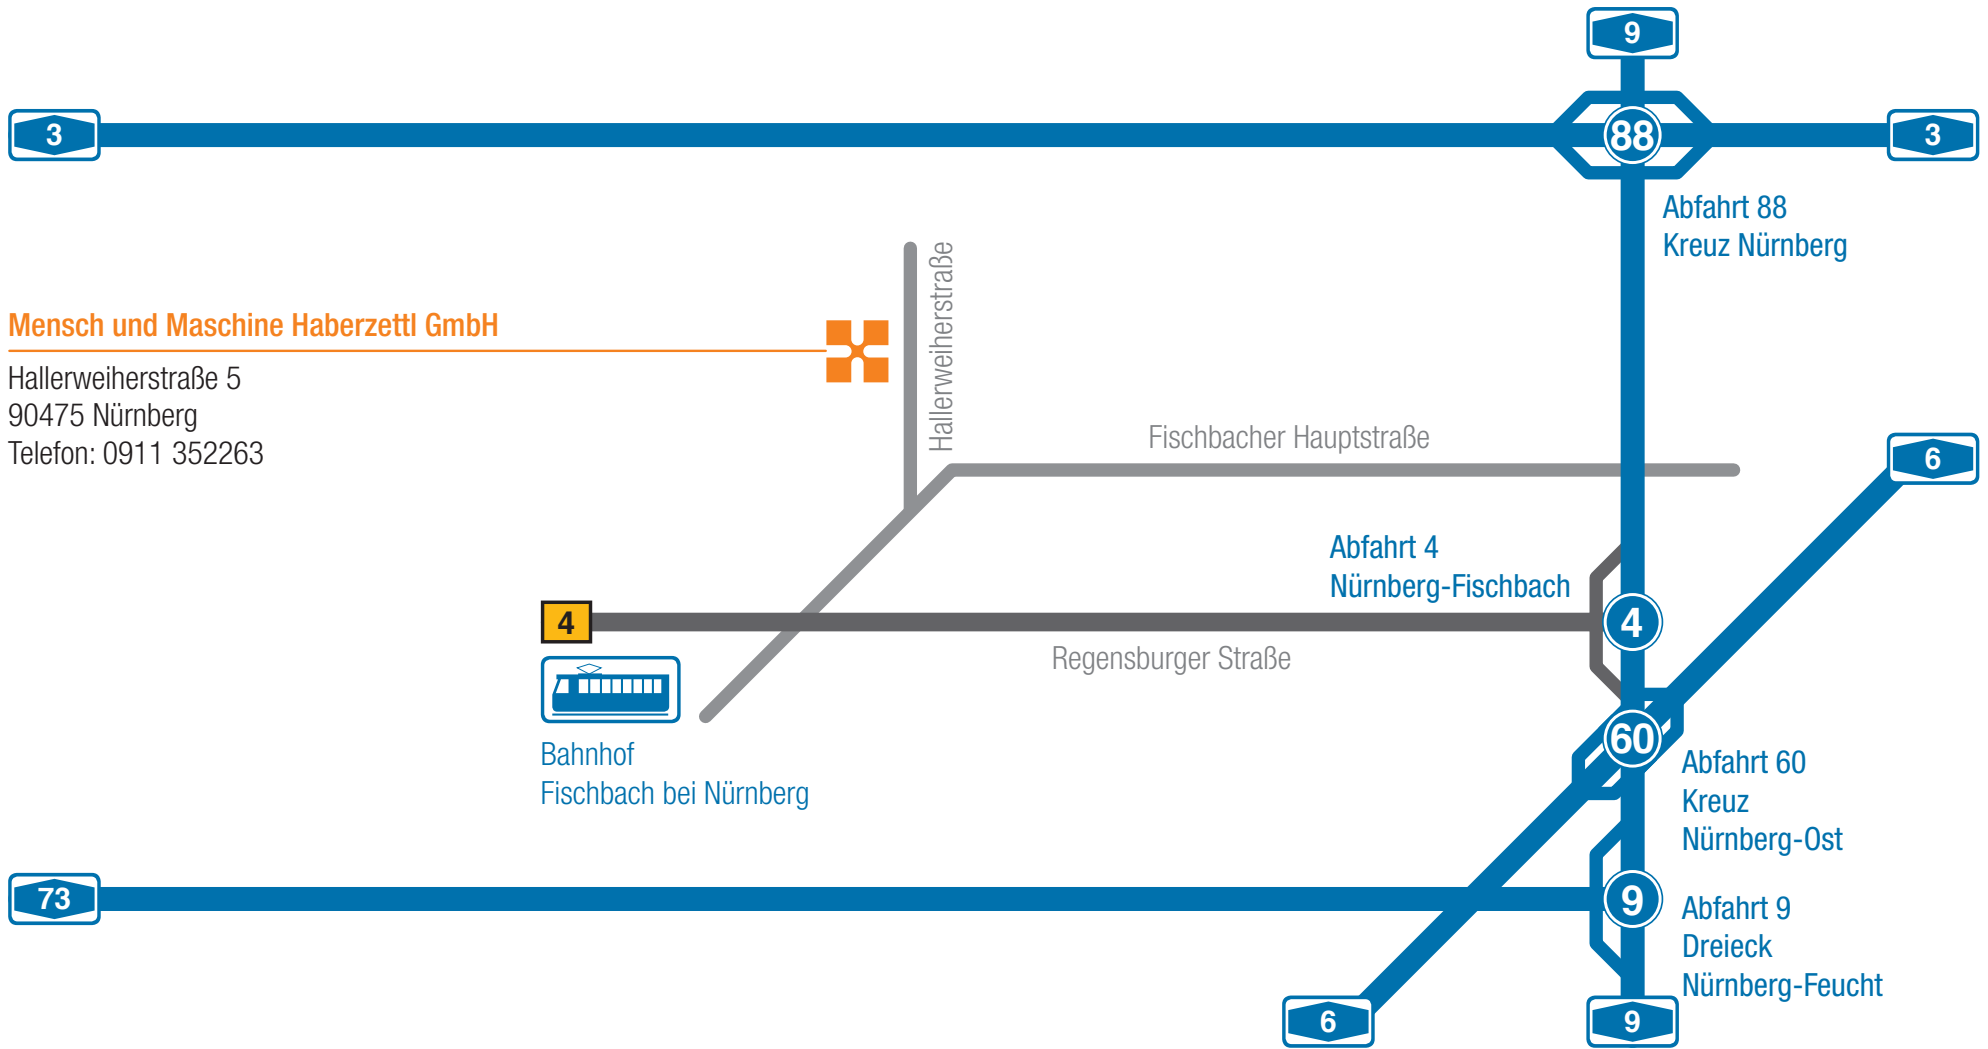 9
3
88
3
Abfahrt 88
Kreuz Nürnberg
Hallerweiherstraße
Mensch und Maschine Haberzettl GmbH
Hallerweiherstraße 5
90475 Nürnberg
Telefon: 0911 352263
Fischbacher Hauptstraße
6
Abfahrt 4
Nürnberg-Fischbach
4
4
Regensburger Straße
Bahnhof
Fischbach bei Nürnberg
60
Abfahrt 60
Kreuz
Nürnberg-Ost
73
9
Abfahrt 9
Dreieck
Nürnberg-Feucht
6
9